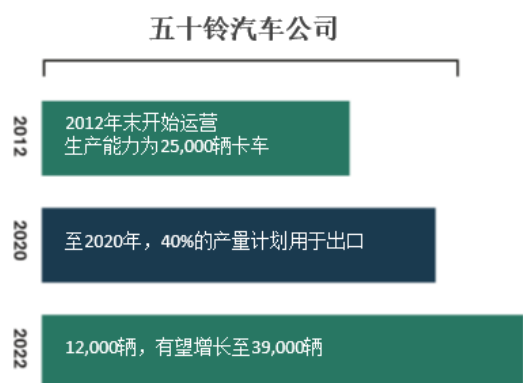 五十铃汽车公司
2012
2012年末开始运营
生产能力为25,000辆卡车
2020
至2020年，40%的产量计划用于出口
2022
12,000辆，有望增长至39,000辆